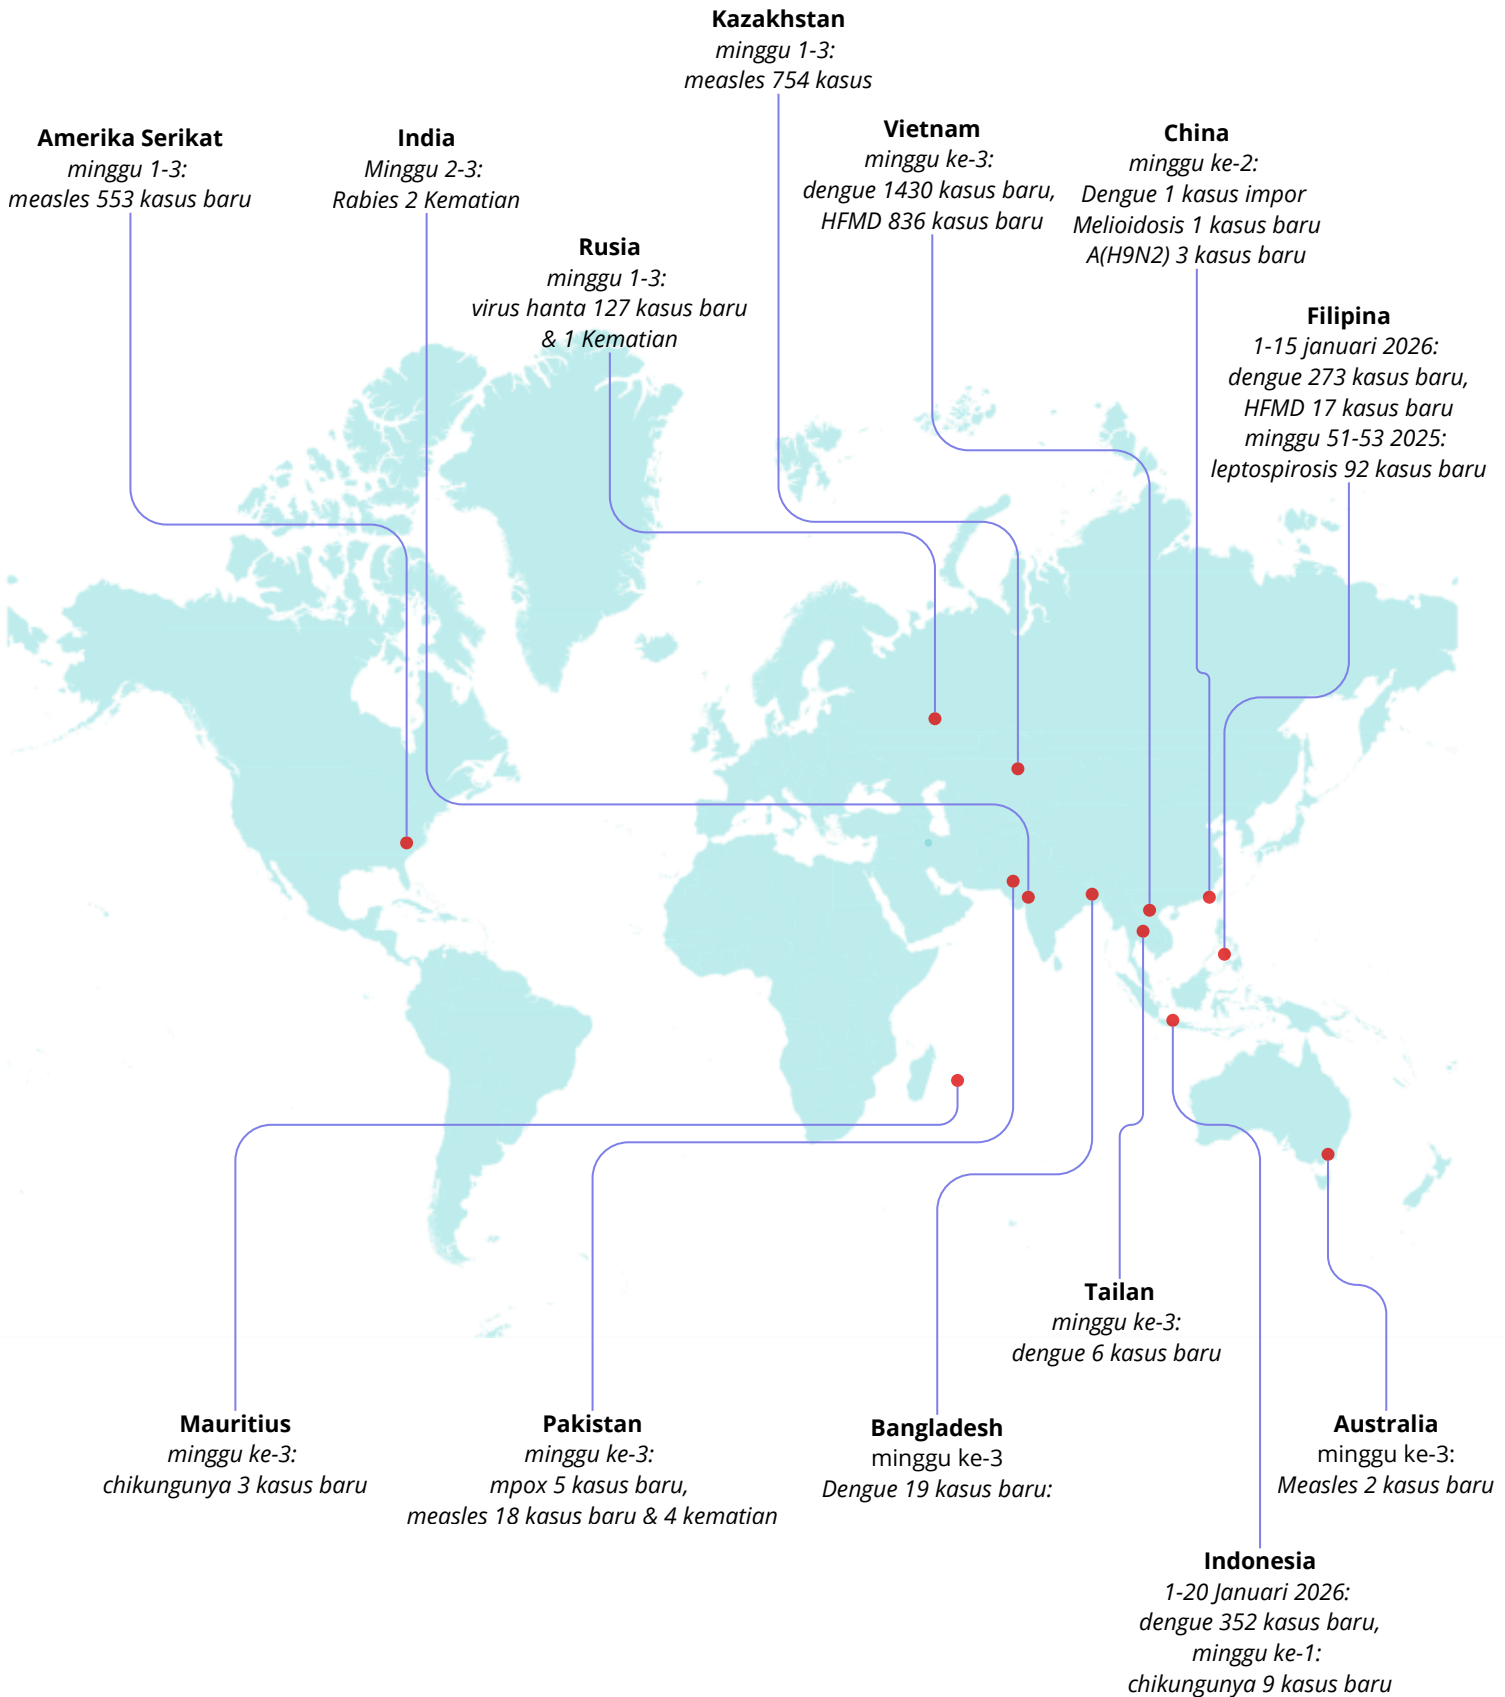 Kazakhstan
minggu 1-3:
measles 754 kasus
Amerika Serikat
minggu 1-3:
measles 553 kasus baru
India
Minggu 2-3:
Rabies 2 Kematian
Rusia
minggu 1-3:
virus hanta 127 kasus baru
& 1 Kematian
Vietnam
minggu ke-3:
dengue 1430 kasus baru,
HFMD 836 kasus baru
China
minggu ke-2:
Dengue 1 kasus impor
Melioidosis 1 kasus baru
A(H9N2) 3 kasus baru
Filipina
1-15 januari 2026:
dengue 273 kasus baru,
HFMD 17 kasus baru
minggu 51-53 2025:
leptospirosis 92 kasus baru
Tailan
minggu ke-3:
dengue 6 kasus baru
Mauritius
minggu ke-3:
chikungunya 3 kasus baru
Pakistan
minggu ke-3:
mpox 5 kasus baru,
measles 18 kasus baru & 4 kematian
Bangladesh
minggu ke-3
Dengue 19 kasus baru:
Australia
minggu ke-3:
Measles 2 kasus baru
Indonesia
1-20 Januari 2026:
dengue 352 kasus baru,
minggu ke-1:
chikungunya 9 kasus baru